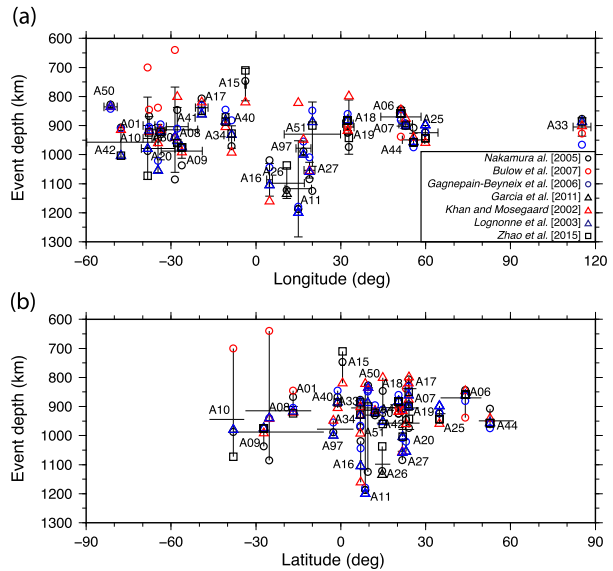 (a)
600
700
800
900
1000
1100
1200
1300
Event depth (km)
A50
A01
A10
A42
A20
A41
A08
A09
A17
A34
A40
A15
A16
A26
A97
A51
A27
A11
A18
A19
A06
A07
A25
A44
A33
Nakamura al. [2005]
Bulow et al. [2007]
Gagnepain-Beyneix et al. [2006]
Garcia et al. [2011]
Khan and Mosegaard [2002]
Lognonne et al. [2003]
Zhao et al. [2015]
−60 −30 0 30 60 90 120
Longitude (deg)
(b)
600
700
800
900
1000
1100
1200
1300
Event depth (km)
A10
A09
A08
A01
A15
A50
A40
A33
A34
A97
A16
A11
A18
A17
A07
A19
A20
A27
A26
A25
A06
A44
−90 −60 −30 0 30 60 90
Latitude (deg)